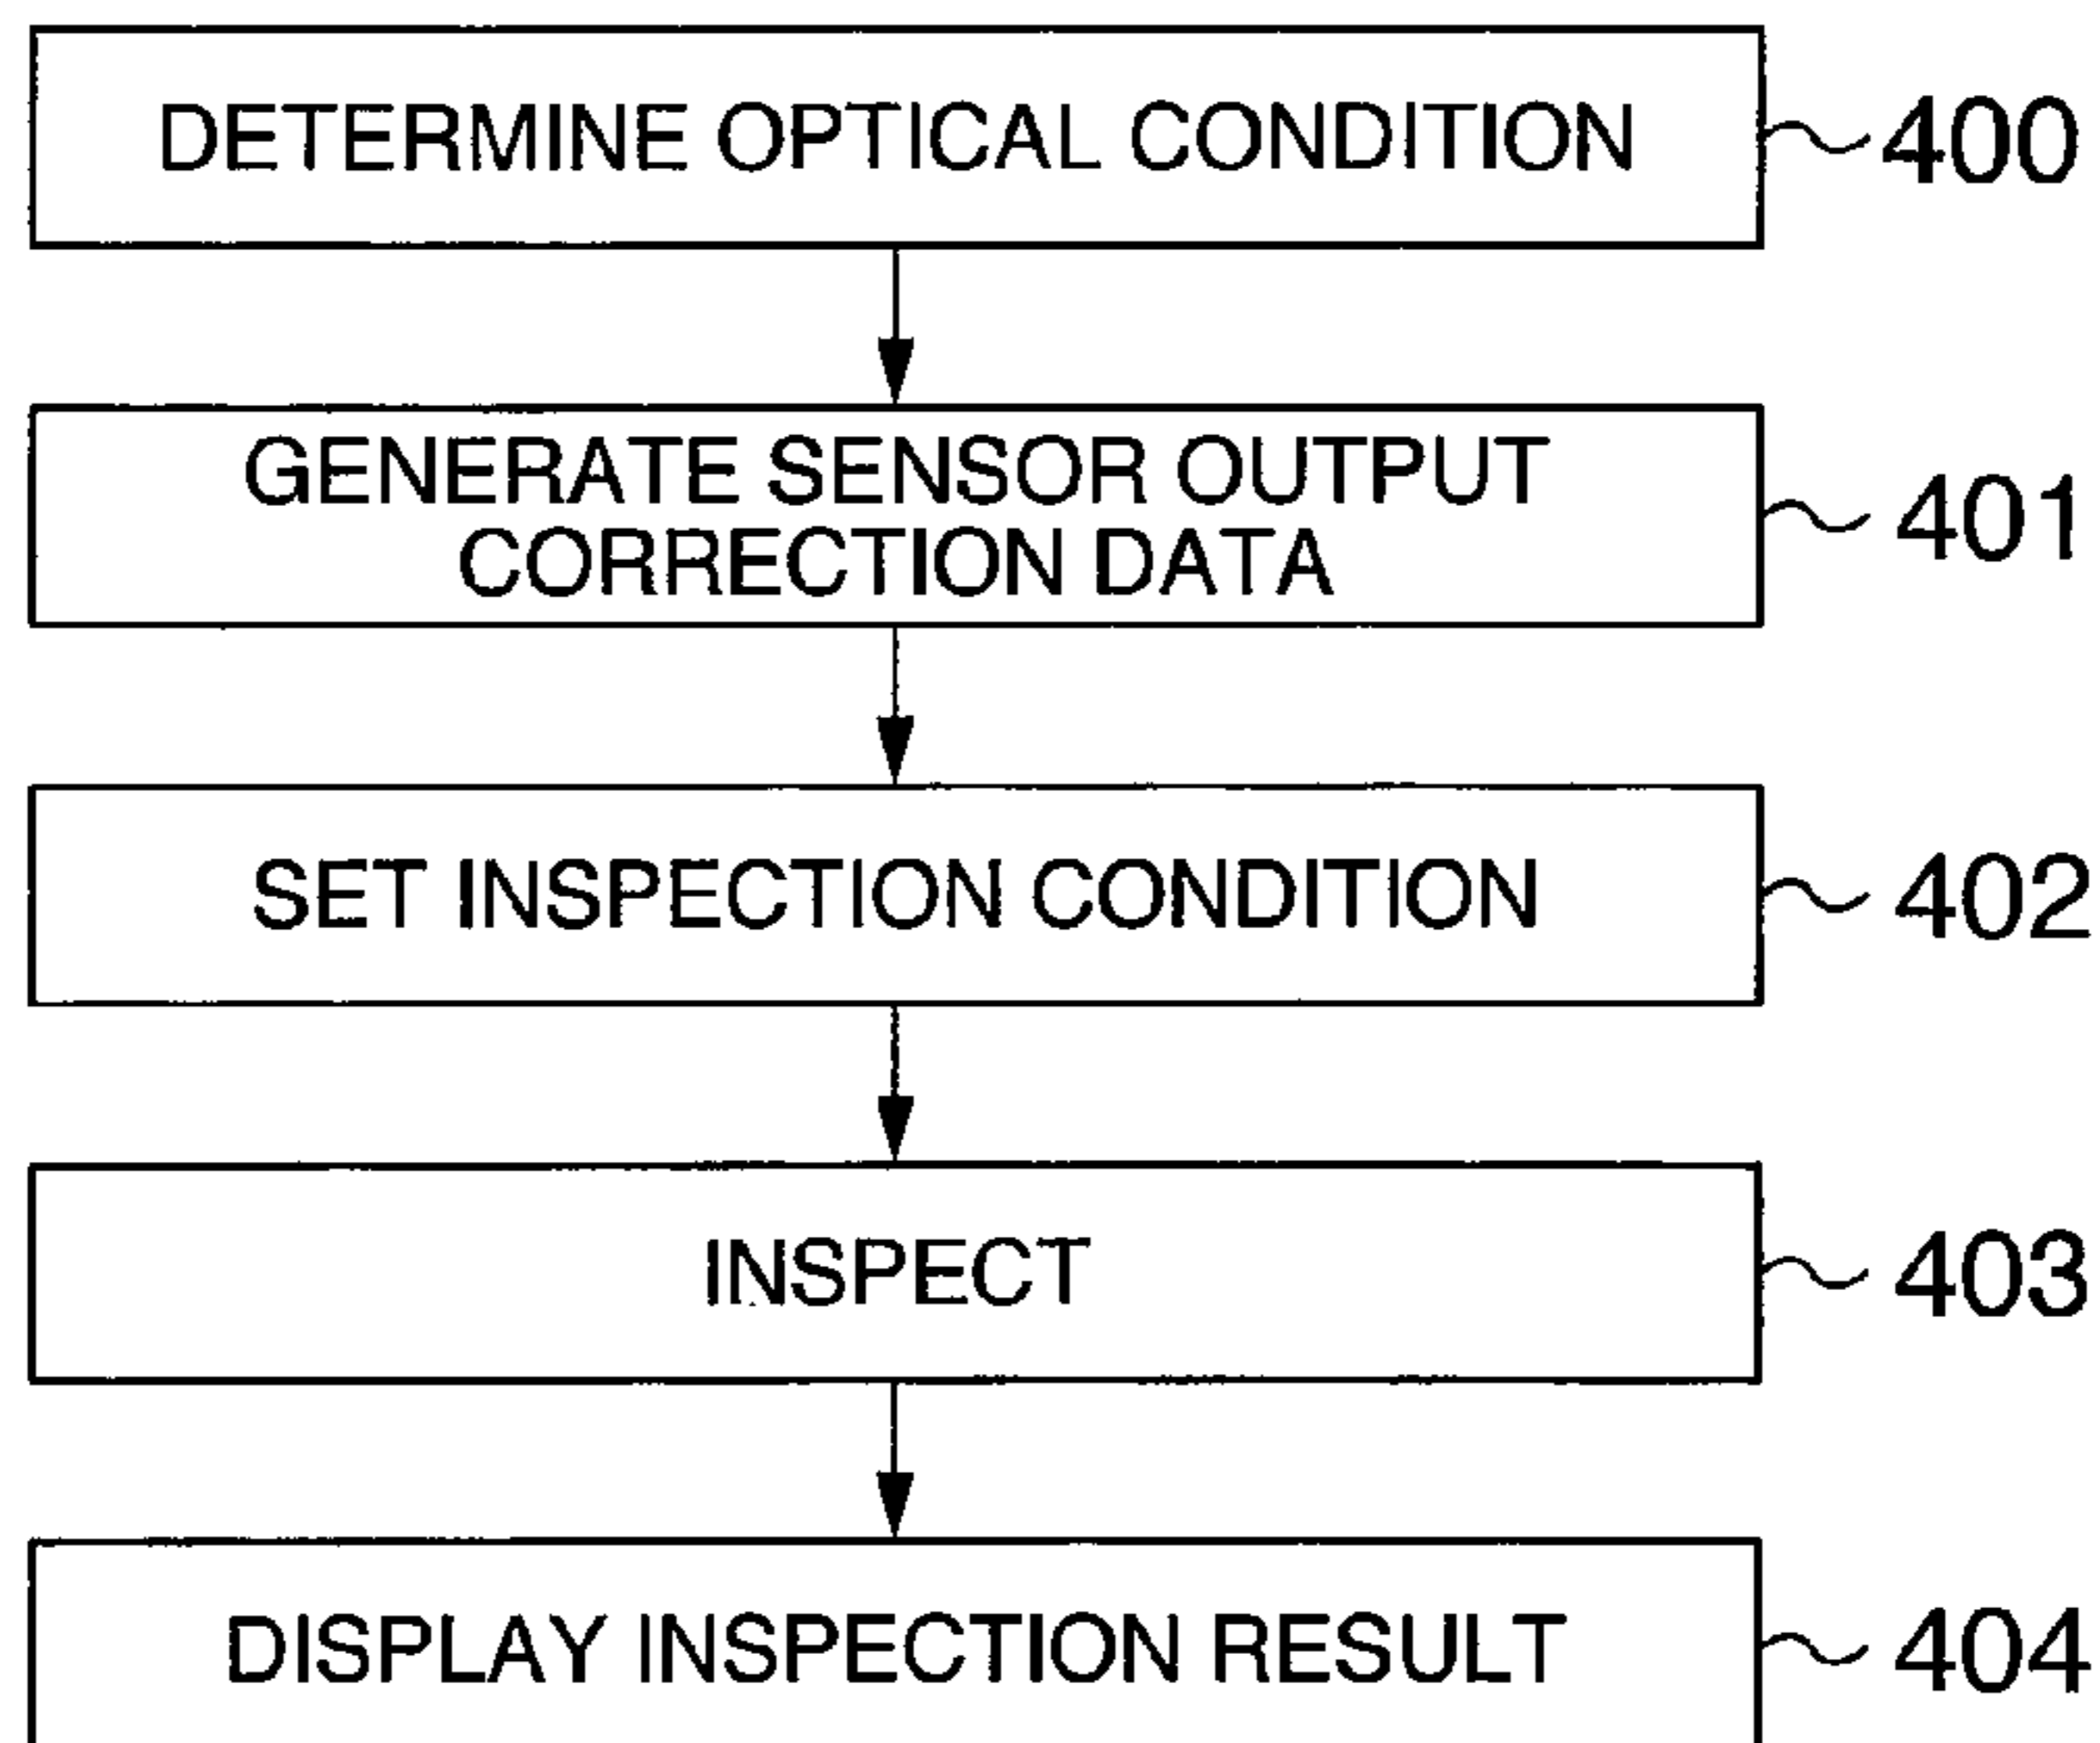 DETERMINE OPTICAL CONDITION
400
GENERATE SENSOR OUTPUT
CORRECTION DATA
401
SET INSPECTION CONDITION
402
INSPECT
403
DISPLAY INSPECTION RESULT
404